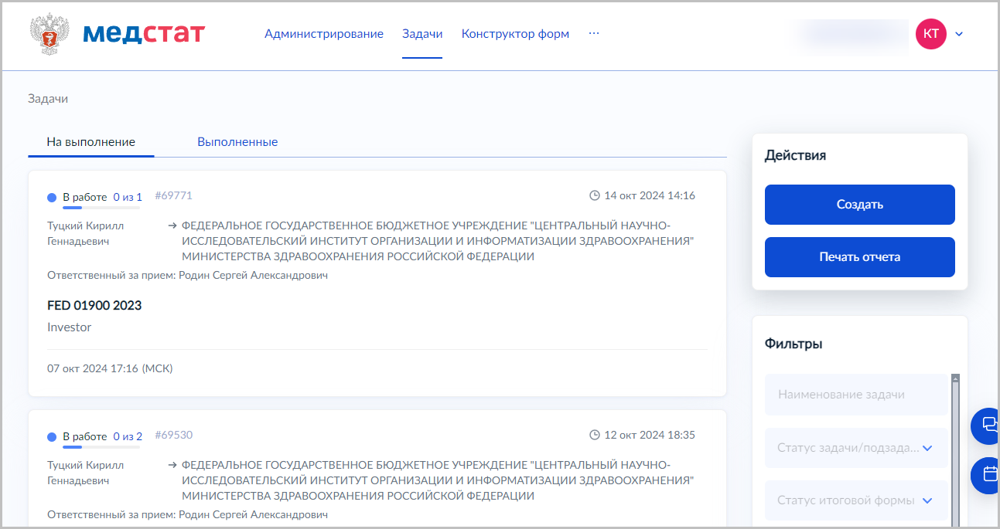 медстат
Администрирование Задачи Конструктор форм ...
КТ
Задачи
На выполнение Выполненные
В работе 0 из 1 #69771 14 окт 2024 14:16
Туцкий Кирилл Геннадьевич → ФЕДЕРАЛЬНОЕ ГОСУДАРСТВЕННОЕ БЮДЖЕТНОЕ УЧРЕЖДЕНИЕ "ЦЕНТРАЛЬНЫЙ НАУЧНО-
ИССЛЕДОВАТЕЛЬСКИЙ ИНСТИТУТ ОРГАНИЗАЦИИ И ИНФОРМАТИЗАЦИИ ЗДРАВООХРАНЕНИЯ"
МИНИСТЕРСТВА ЗДРАВООХРАНЕНИЯ РОССИЙСКОЙ ФЕДЕРАЦИИ
Ответственный за прием: Родин Сергей Александрович
FED 01900 2023
Investor
07 окт 2024 17:16 (МСК)
В работе 0 из 2 #69530 12 окт 2024 18:35
Туцкий Кирилл Геннадьевич → ФЕДЕРАЛЬНОЕ ГОСУДАРСТВЕННОЕ БЮДЖЕТНОЕ УЧРЕЖДЕНИЕ "ЦЕНТРАЛЬНЫЙ НАУЧНО-
ИССЛЕДОВАТЕЛЬСКИЙ ИНСТИТУТ ОРГАНИЗАЦИИ И ИНФОРМАТИЗАЦИИ ЗДРАВООХРАНЕНИЯ"
МИНИСТЕРСТВА ЗДРАВООХРАНЕНИЯ РОССИЙСКОЙ ФЕДЕРАЦИИ
Ответственный за прием: Родин Сергей Александрович
Действия
Создать
Печать отчета
Фильтры
Наименование задачи
Статус задачи/подзада...
Статус итоговой формы